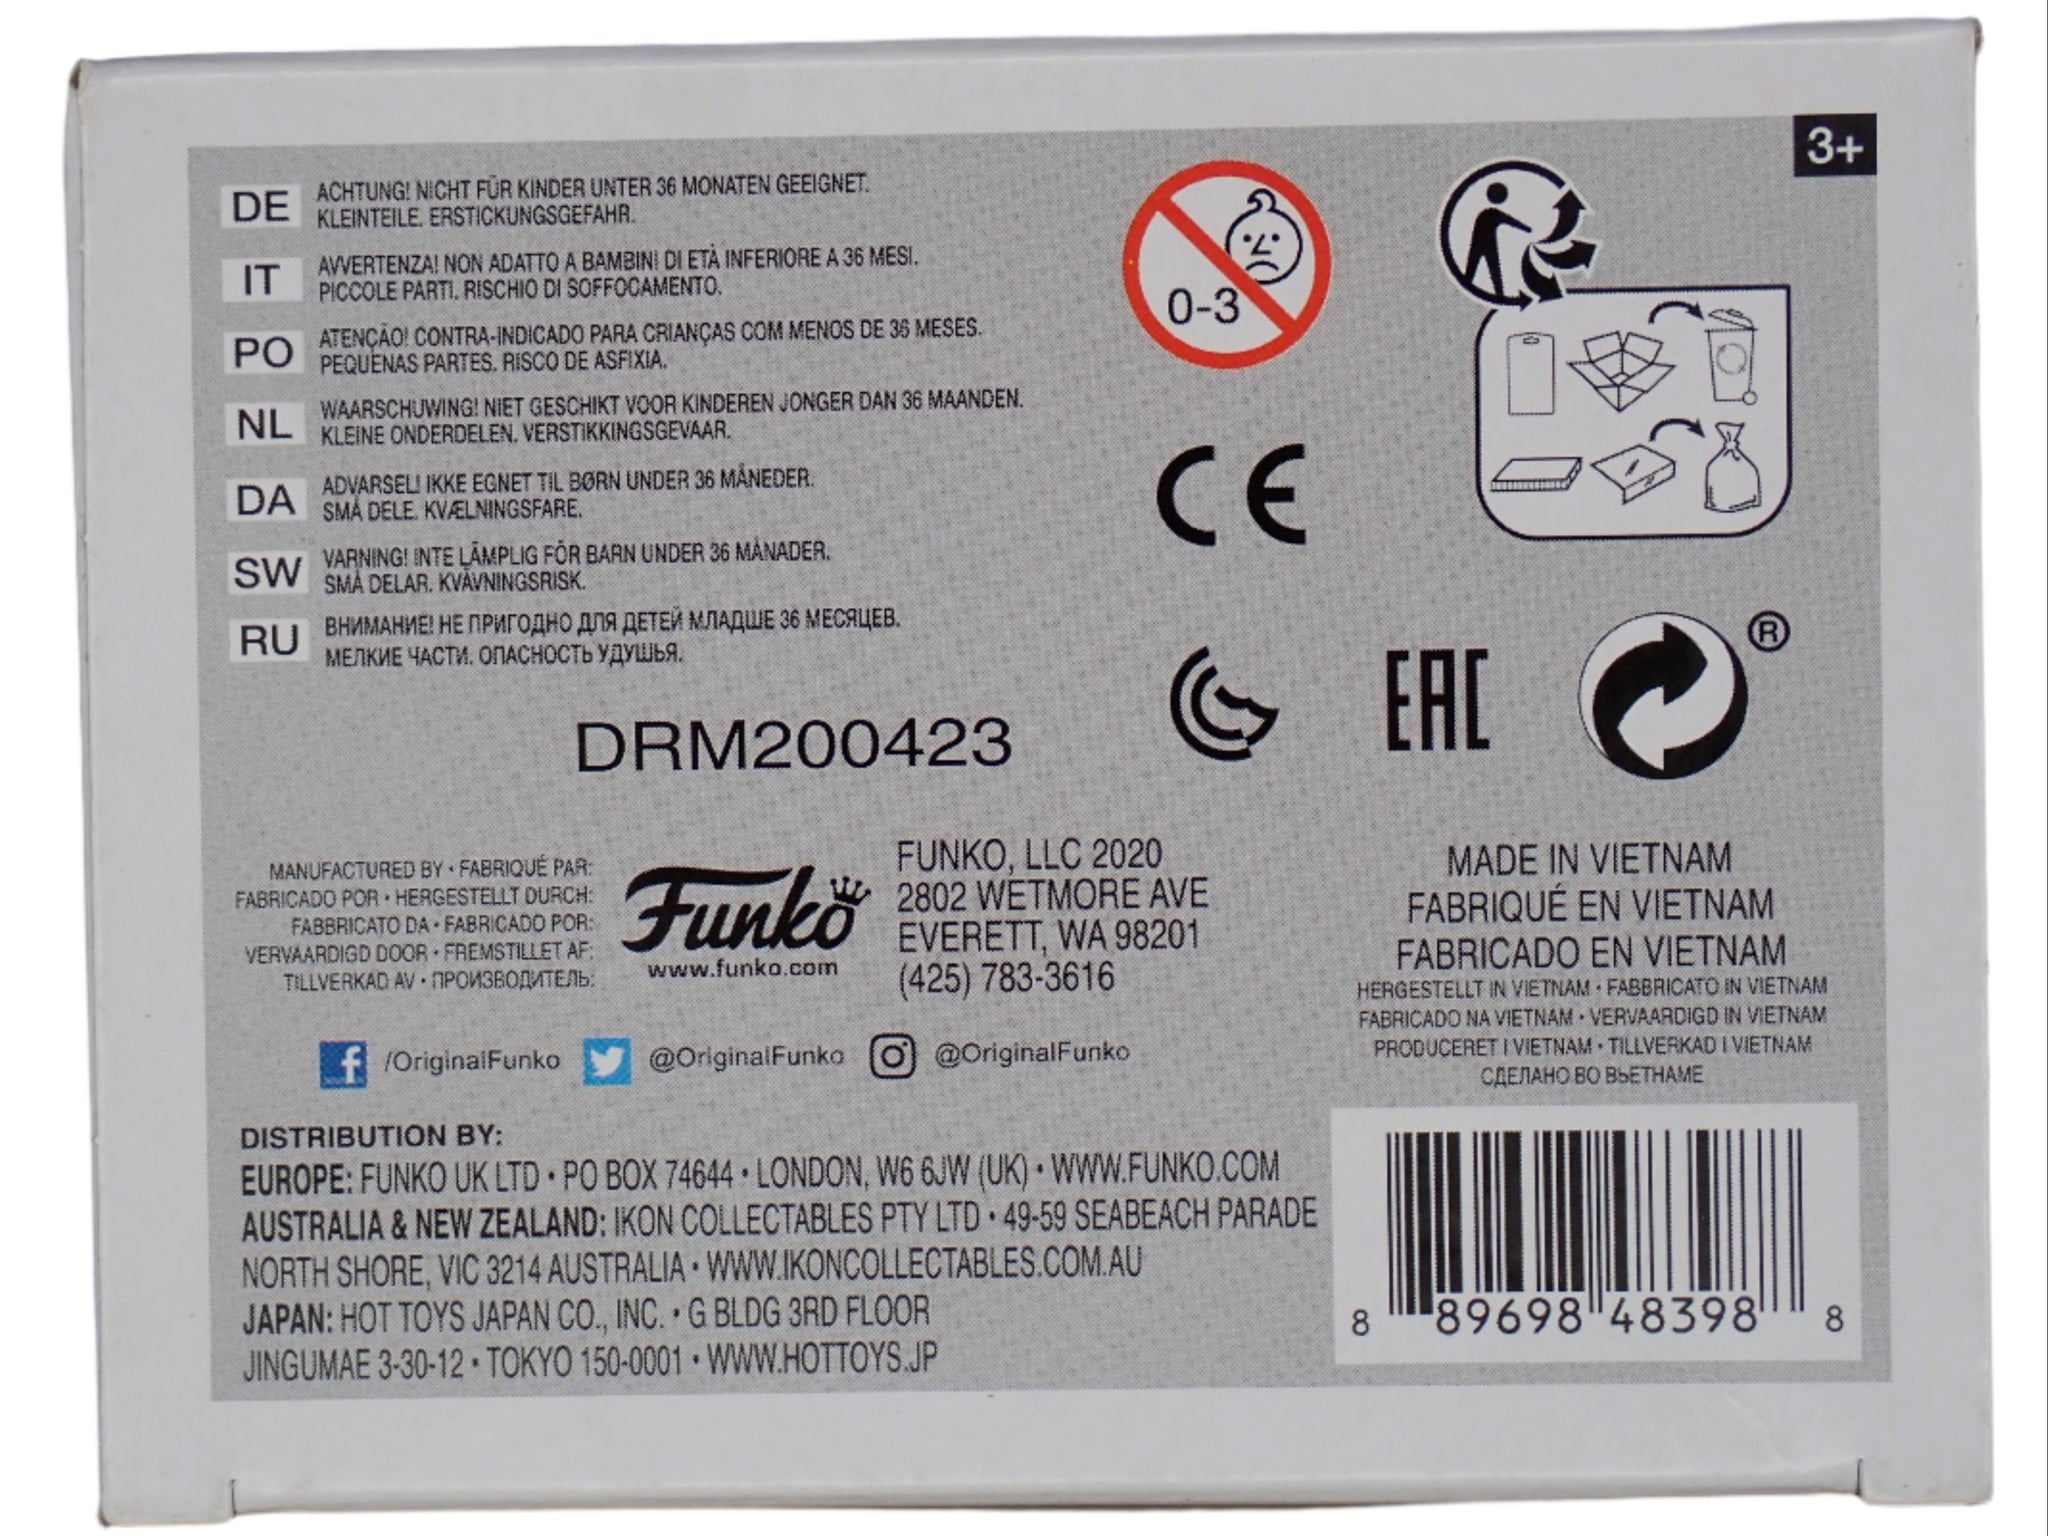 3+
DE
ACHTUNG! NICHT FÜR KINDER UNTER 36 MONATEN GEEIGNET.
KLEINTEILE. ERSTICKUNGSGEFAHR.
IT
AVVERTENZA! NON ADATTO A BAMBINI DI ETÀ INFERIORE A 36 MESI.
PICCOLE PARTI. RISCHIO DI SOFFOCAMENTO.
PO
ATENÇÃO! CONTRA-INDICADO PARA CRIANÇAS COM MENOS DE 36 MESES.
PEQUENAS PARTES. RISCO DE ASFIXIA.
NL
WAARSCHUWING! NIET GESCHIKT VOOR KINDEREN JONGER DAN 36 MAANDEN.
KLEINE ONDERDELEN. VERSTIKKINGSGEVAAR.
DA
ADVARSEL! IKKE EGNET TIL BØRN UNDER 36 MÅNEDER.
SMÅ DELE. KVÆLNINGSFARE.
SW
VARNING! INTE LÄMPLIG FÖR BARN UNDER 36 MÅNADER.
SMÅ DELAR. KVÄVNINGSRISK.
RU
ВНИМАНИЕ! НЕ ПРИГОДНО ДЛЯ ДЕТЕЙ МЛАДШЕ 36 МЕСЯЦЕВ.
МЕЛКИЕ ЧАСТИ. ОПАСНОСТЬ УДУШЬЯ.
0-3
CE
EAC
®
DRM200423
MANUFACTURED BY • FABRIQUÉ PAR:
FABRICADO POR • HERGESTELLT DURCH:
FABBRICATO DA • FABRICADO POR:
VERVAARDIGD DOOR • FREMSTILLET AF:
TILLVERKAD AV • ПРОИЗВОДИТЕЛЬ:
Funko
www.funko.com
FUNKO, LLC 2020
2802 WETMORE AVE
EVERETT, WA 98201
(425) 783-3616
MADE IN VIETNAM
FABRIQUÉ EN VIETNAM
FABRICADO EN VIETNAM
HERGESTELLT IN VIETNAM • FABBRICATO IN VIETNAM
FABRICADO NA VIETNAM • VERVAARDIGD IN VIETNAM
PRODUCERET I VIETNAM • TILLVERKAD I VIETNAM
СДЕЛАНО ВО ВЬЕТНАМЕ
f /OriginalFunko @OriginalFunko @OriginalFunko
DISTRIBUTION BY:
EUROPE: FUNKO UK LTD • PO BOX 74644 • LONDON, W6 6JW (UK) • WWW.FUNKO.COM
AUSTRALIA & NEW ZEALAND: IKON COLLECTABLES PTY LTD • 49-59 SEABEACH PARADE
NORTH SHORE, VIC 3214 AUSTRALIA • WWW.IKONCOLLECTABLES.COM.AU
JAPAN: HOT TOYS JAPAN CO., INC. • G BLDG 3RD FLOOR
JINGUMAE 3-30-12 • TOKYO 150-0001 • WWW.HOTTOYS.JP
8 89698 48398 8